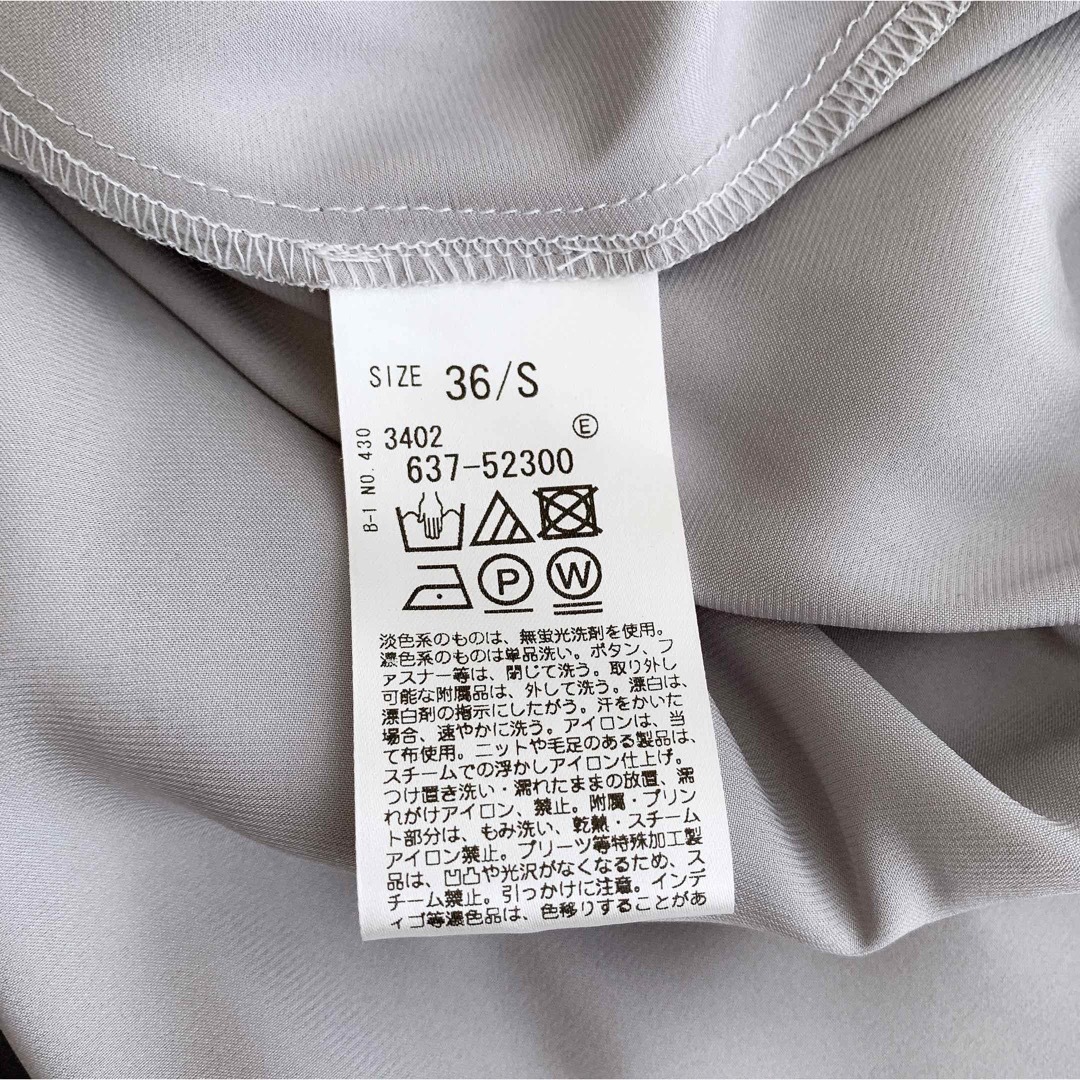 SIZE 36/S
B-1 NO.430
3402 E
637-52300
P W
淡色系のものは、無蛍光洗剤を使用。
濃色系のものは単品洗い。ボタン、フ
ァスナー等は、閉じて洗う。取り外し
可能な附属品は、外して洗う。漂白は、
漂白剤の指示にしたがう。汗をかいた
場合、速やかに洗う。アイロンは、当
て布使用。ニットや毛足のある製品は、
スチームでの浮かしアイロン仕上げ。
つけ置き洗い・濡れたままの放置、濡
れがけアイロン、禁止。附属・プリン
ト部分は、もみ洗い、乾熱・スチーム
アイロン禁止。プリーツ等特殊加工製
品は、凹凸や光沢がなくなるため、ス
チーム禁止。引っかけに注意。インデ
ィゴ等濃色品は、色移りすることがあ